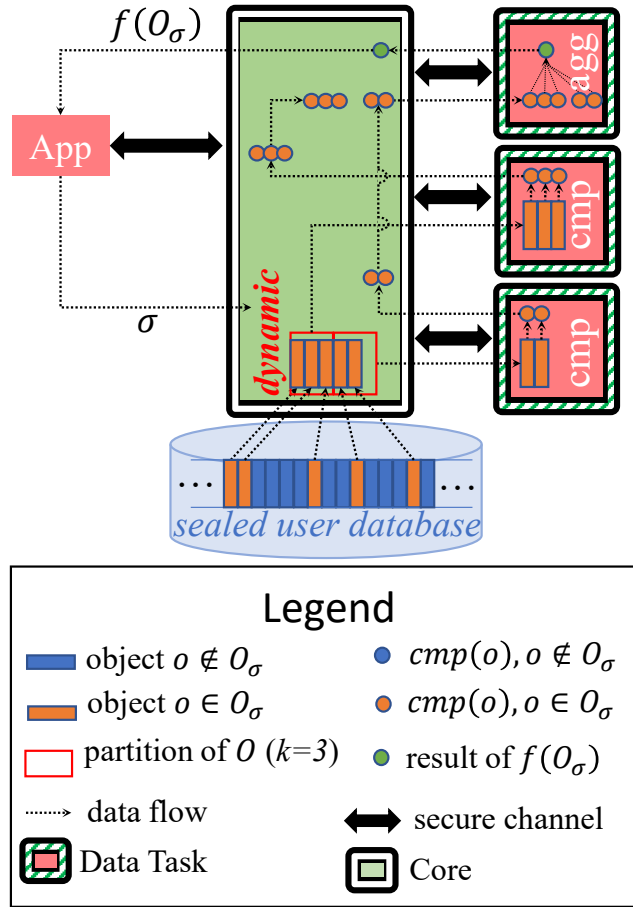 f(O_σ)
agg
App
cmp
σ
dynamic
cmp
... ...
sealed user database
Legend
object o ∉ O_σ
cmp(o), o ∉ O_σ
object o ∈ O_σ
cmp(o), o ∈ O_σ
partition of O (k=3)
result of f(O_σ)
data flow
secure channel
Data Task
Core